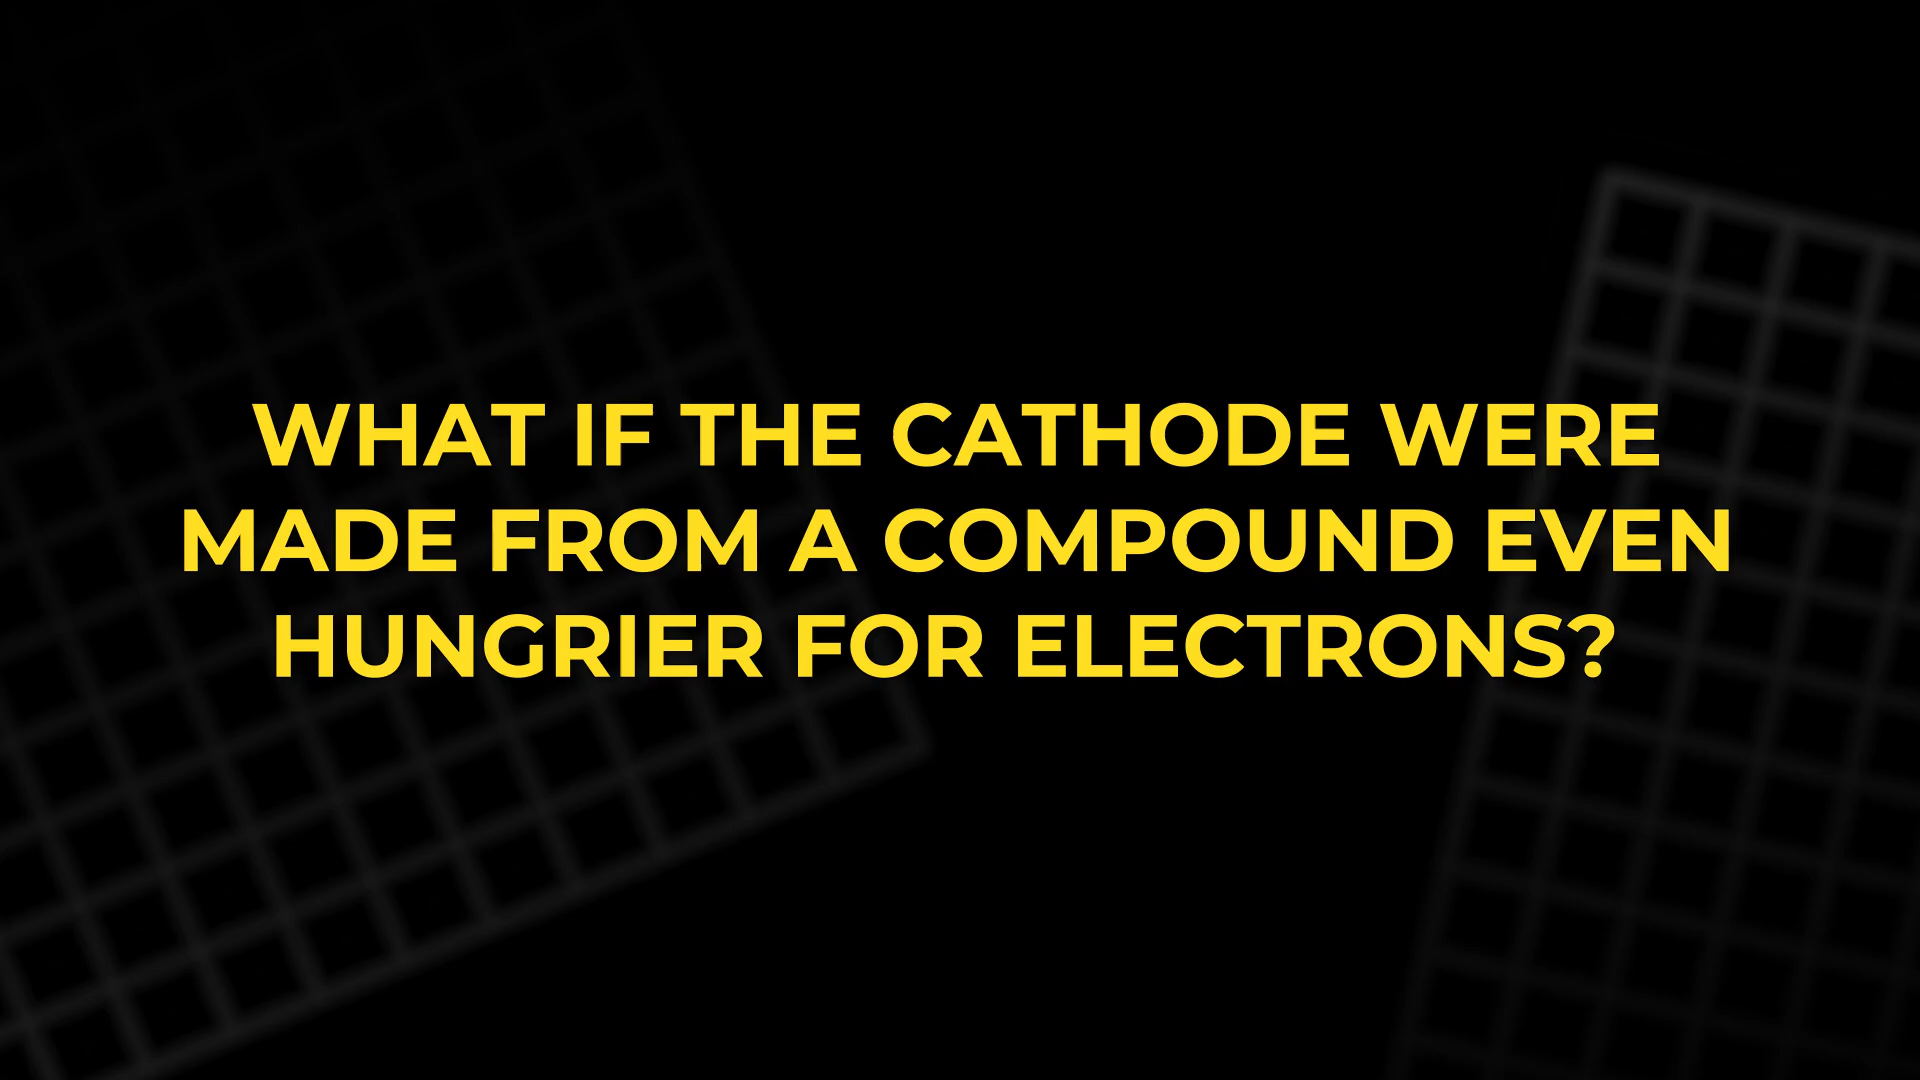 WHAT IF THE CATHODE WERE
MADE FROM A COMPOUND EVEN
HUNGRIER FOR ELECTRONS?